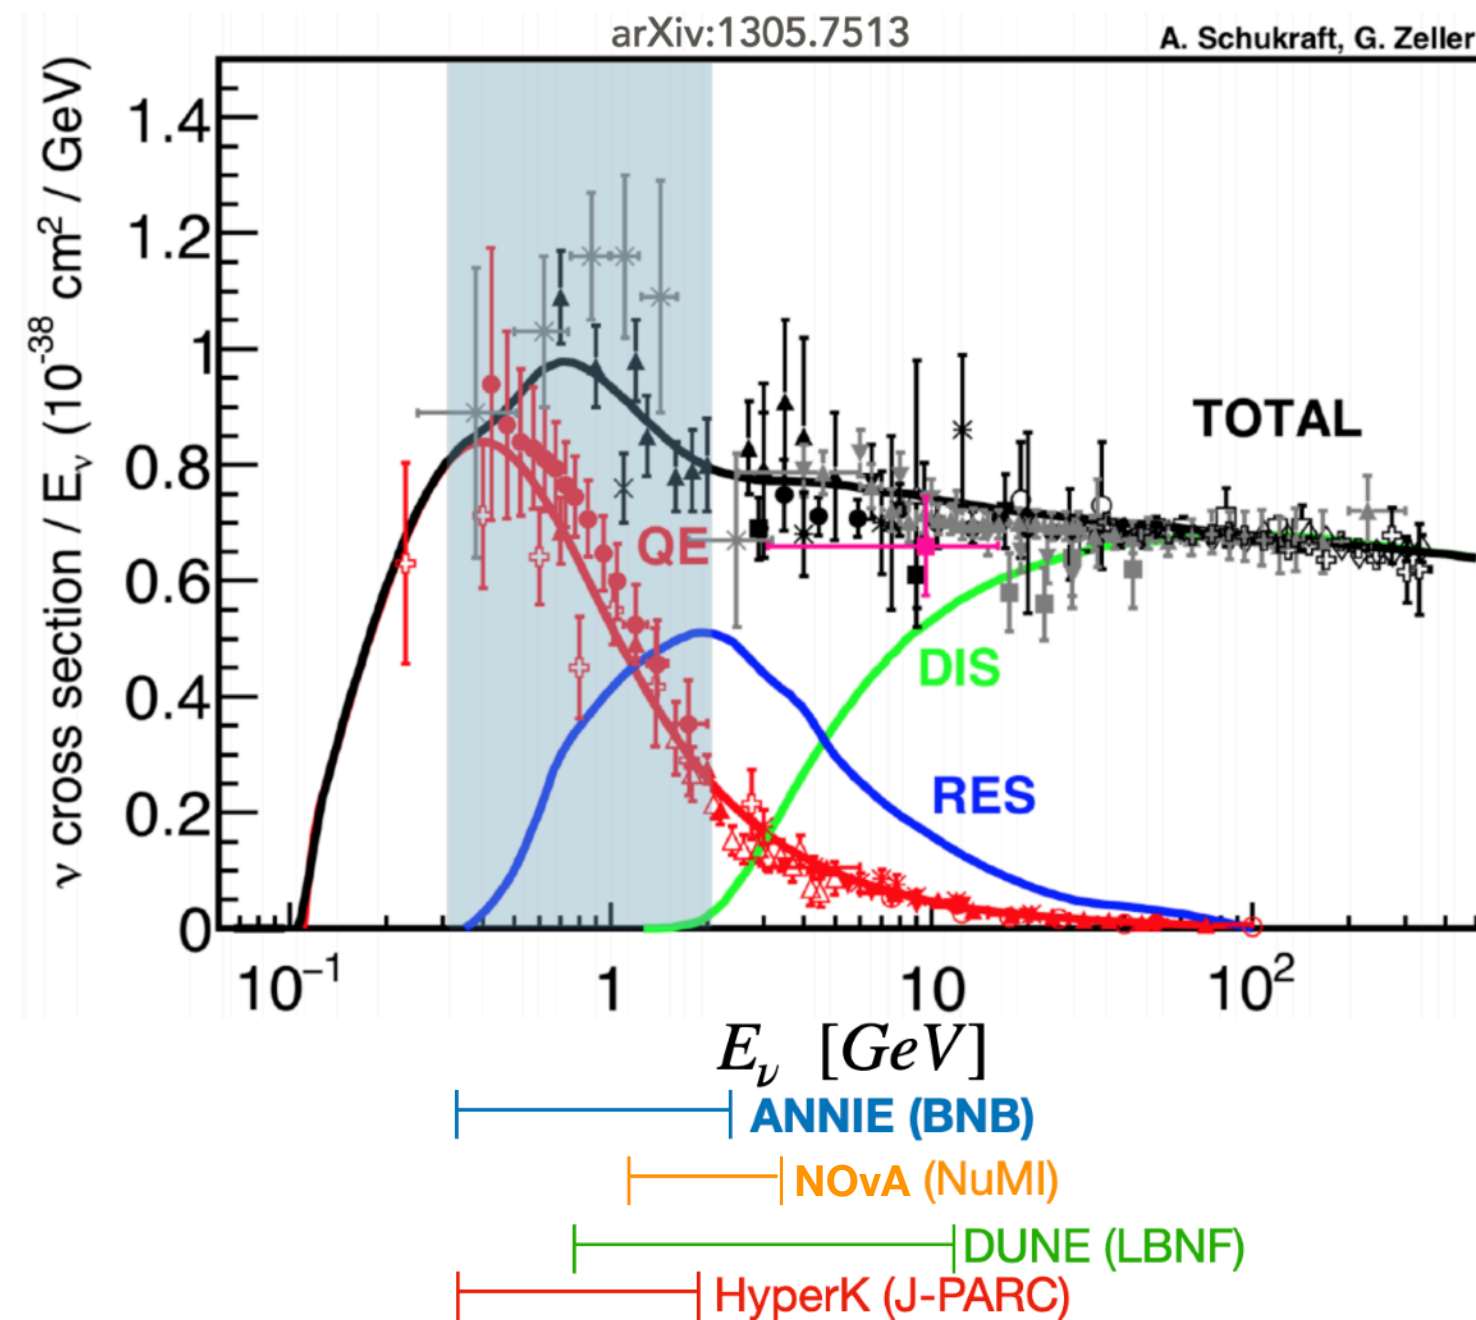 arXiv:1305.7513
A. Schukraft, G. Zeller
ν cross section / Eν (10⁻³⁸ cm² / GeV)
1.4
1.2
1
0.8
0.6
0.4
0.2
0
TOTAL
QE
DIS
RES
10⁻¹ 1 10 10²
Eν [GeV]
ANNIE (BNB)
NOvA (NuMI)
DUNE (LBNF)
HyperK (J-PARC)